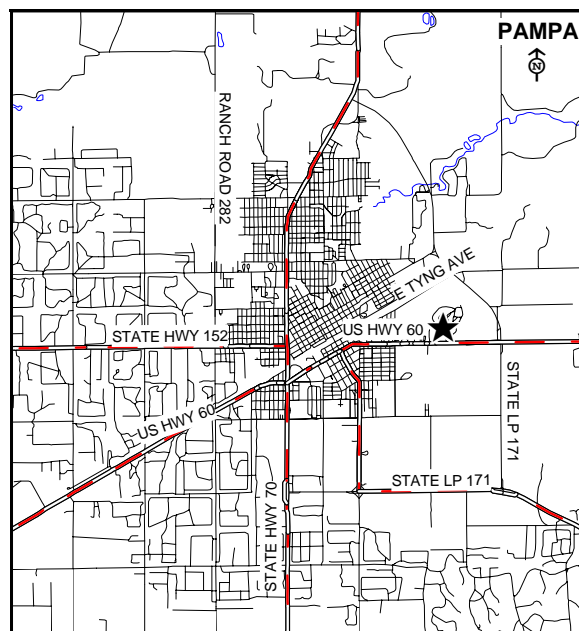 PAMPA
N
RANCH ROAD 282
E TYNG AVE
STATE HWY 152
US HWY 60
US HWY 60
STATE LP 171
STATE LP 171
STATE HWY 70